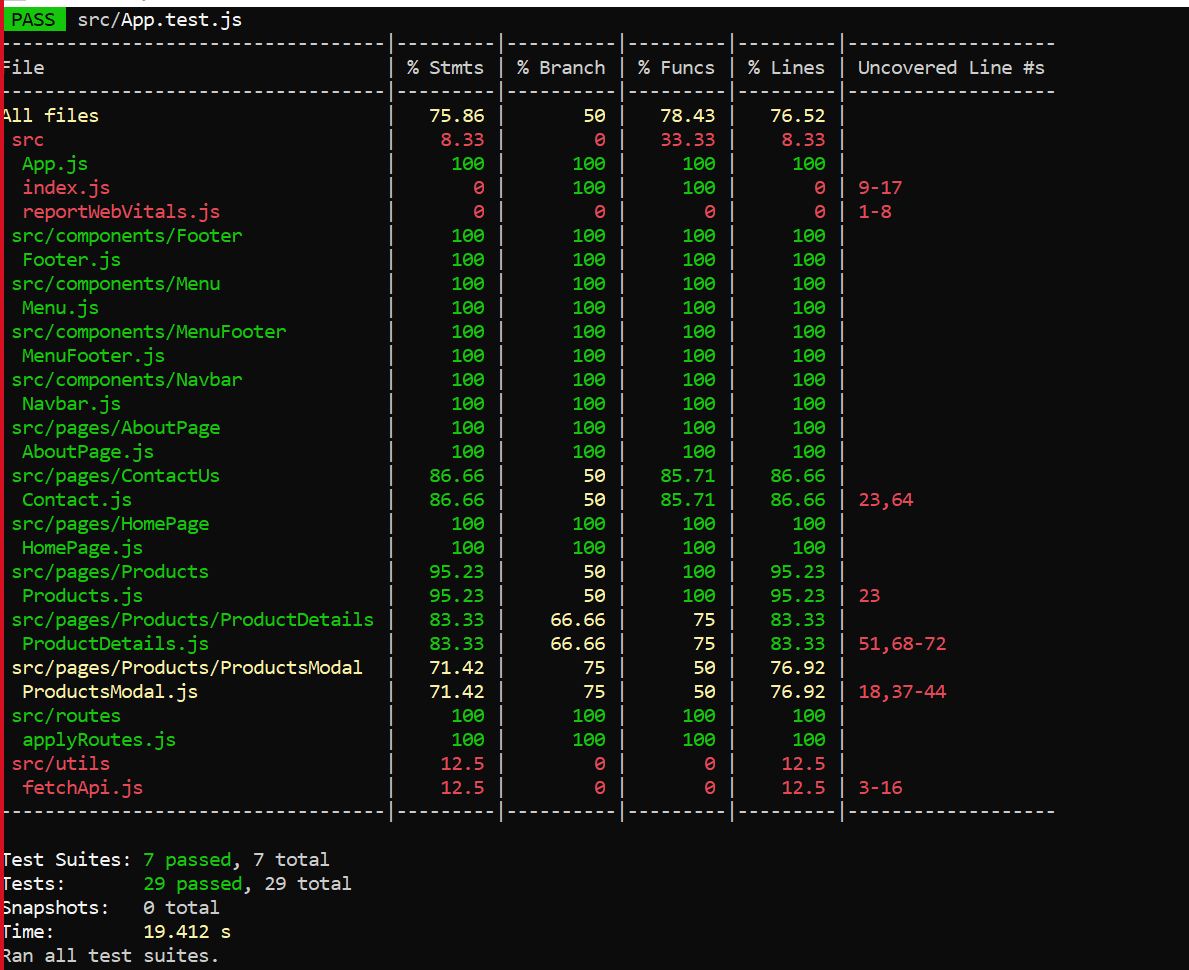 PASS src/App.test.js
---------------------------------|---------|----------|---------|---------|-------------------
File | % Stmts | % Branch | % Funcs | % Lines | Uncovered Line #s
---------------------------------|---------|----------|---------|---------|-------------------
All files | 75.86 | 50 | 78.43 | 76.52 |
src | 8.33 | 0 | 33.33 | 8.33 |
App.js | 100 | 100 | 100 | 100 |
index.js | 0 | 100 | 100 | 0 | 9-17
reportWebVitals.js | 0 | 0 | 0 | 0 | 1-8
src/components/Footer | 100 | 100 | 100 | 100 |
Footer.js | 100 | 100 | 100 | 100 |
src/components/Menu | 100 | 100 | 100 | 100 |
Menu.js | 100 | 100 | 100 | 100 |
src/components/MenuFooter | 100 | 100 | 100 | 100 |
MenuFooter.js | 100 | 100 | 100 | 100 |
src/components/Navbar | 100 | 100 | 100 | 100 |
Navbar.js | 100 | 100 | 100 | 100 |
src/pages/AboutPage | 100 | 100 | 100 | 100 |
AboutPage.js | 100 | 100 | 100 | 100 |
src/pages/ContactUs | 86.66 | 50 | 85.71 | 86.66 |
Contact.js | 86.66 | 50 | 85.71 | 86.66 | 23,64
src/pages/HomePage | 100 | 100 | 100 | 100 |
HomePage.js | 100 | 100 | 100 | 100 |
src/pages/Products | 95.23 | 50 | 100 | 95.23 |
Products.js | 95.23 | 50 | 100 | 95.23 | 23
src/pages/Products/ProductDetails | 83.33 | 66.66 | 75 | 83.33 |
ProductDetails.js | 83.33 | 66.66 | 75 | 83.33 | 51,68-72
src/pages/Products/ProductsModal | 71.42 | 75 | 50 | 76.92 |
ProductsModal.js | 71.42 | 75 | 50 | 76.92 | 18,37-44
src/routes | 100 | 100 | 100 | 100 |
applyRoutes.js | 100 | 100 | 100 | 100 |
src/utils | 12.5 | 0 | 0 | 12.5 |
fetchApi.js | 12.5 | 0 | 0 | 12.5 | 3-16
---------------------------------|---------|----------|---------|---------|-------------------
Test Suites: 7 passed, 7 total
Tests: 29 passed, 29 total
Snapshots: 0 total
Time: 19.412 s
Ran all test suites.